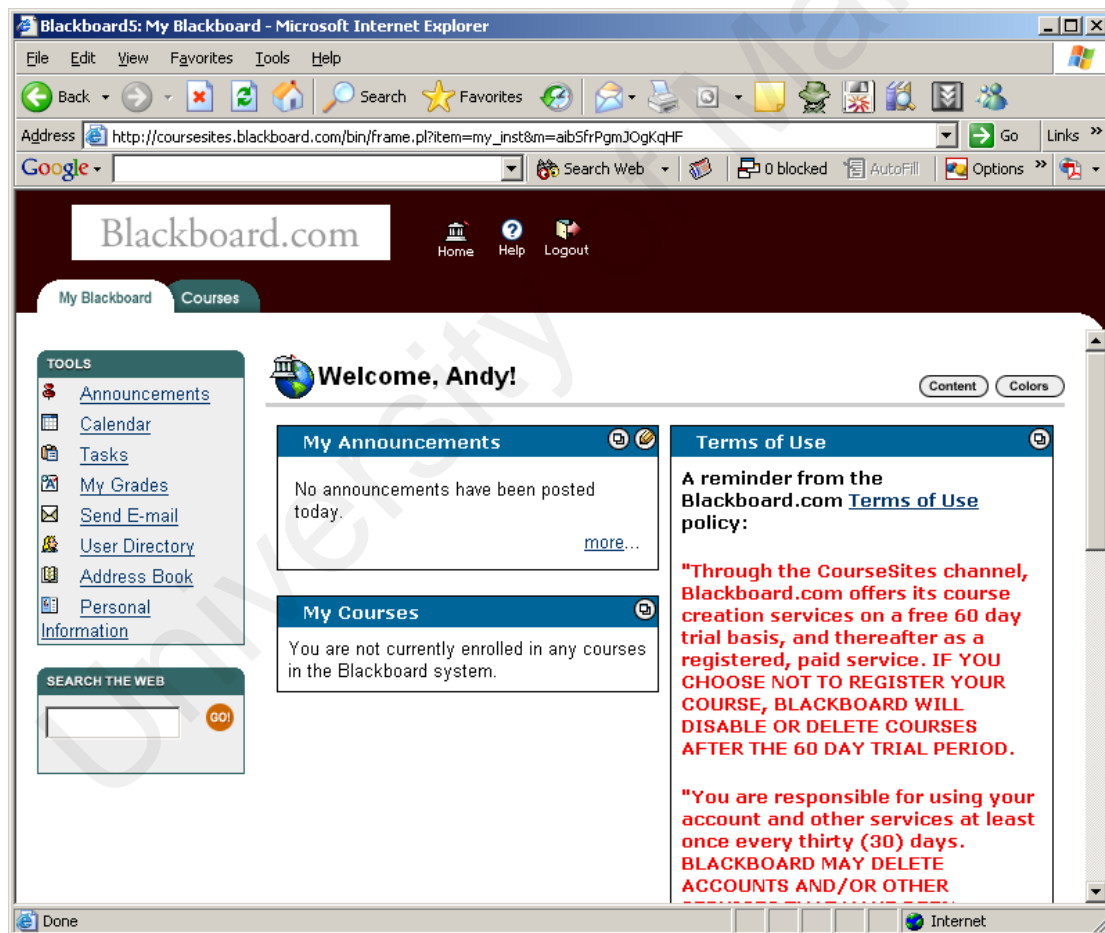 Blackboard5: My Blackboard - Microsoft Internet Explorer
File Edit View Favorites Tools Help
Back Search Favorites
Address http://coursesites.blackboard.com/bin/frame.pl?item=my_inst&m=aibSfrPgmJOgKqHF Go Links »
Google Search Web 0 blocked AutoFill Options »
Blackboard.com
Home Help Logout
My Blackboard Courses
TOOLS
Announcements
Calendar
Tasks
My Grades
Send E-mail
User Directory
Address Book
Personal
Information
SEARCH THE WEB
GO!
Welcome, Andy!
Content Colors
My Announcements
No announcements have been posted
today.
more...
My Courses
You are not currently enrolled in any courses
in the Blackboard system.
Terms of Use
A reminder from the
Blackboard.com Terms of Use
policy:
"Through the CourseSites channel,
Blackboard.com offers its course
creation services on a free 60 day
trial basis, and thereafter as a
registered, paid service. IF YOU
CHOOSE NOT TO REGISTER YOUR
COURSE, BLACKBOARD WILL
DISABLE OR DELETE COURSES
AFTER THE 60 DAY TRIAL PERIOD.
"You are responsible for using your
account and other services at least
once every thirty (30) days.
BLACKBOARD MAY DELETE
ACCOUNTS AND/OR OTHER
Done Internet
University